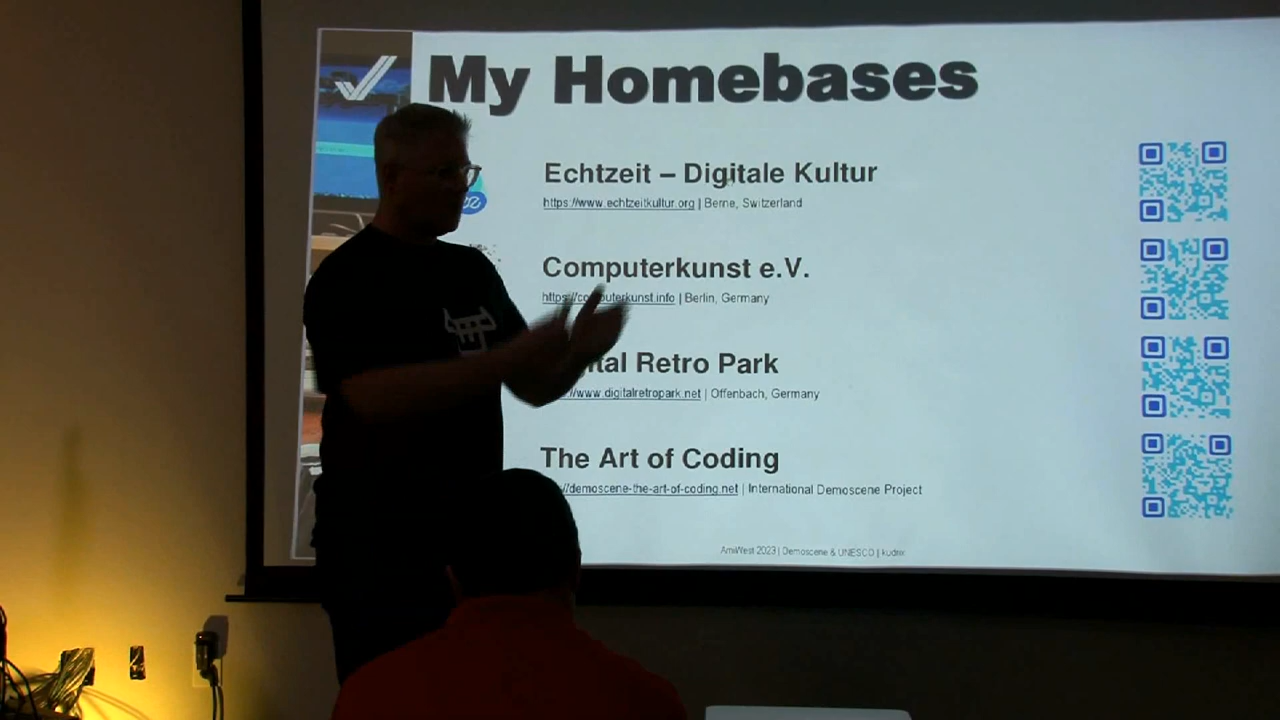 My Homebases
Echtzeit – Digitale Kultur
https://www.echtzeitkultur.org | Berne, Switzerland
Computerkunst e.V.
https://computerkunst.info | Berlin, Germany
Retro Park
www.digitalretropark.net | Offenbach, Germany
The Art of Coding
//demoscene-the-art-of-coding.net | International Demoscene Project
AmiWest 2023 | Demoscene & UNESCO | kudrix